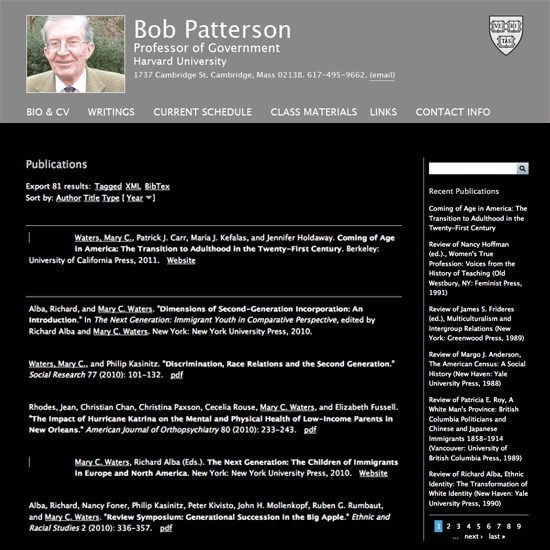 Bob Patterson
Professor of Government
Harvard University
1737 Cambridge St. Cambridge, Mass 02138. 617-495-9662. (email)
VE RI
TAS
BIO & CV WRITINGS CURRENT SCHEDULE CLASS MATERIALS LINKS CONTACT INFO
Publications
Export 81 results: Tagged XML BibTex
Sort by: Author Title Type [ Year ]
Waters, Mary C., Patrick J. Carr, Maria J. Kefalas, and Jennifer Holdaway. Coming of Age
in America: The Transition to Adulthood in the Twenty-First Century. Berkeley:
University of California Press, 2011. Website
Alba, Richard, and Mary C. Waters. "Dimensions of Second-Generation Incorporation: An
Introduction." In The Next Generation: Immigrant Youth in Comparative Perspective, edited by
Richard Alba and Mary C. Waters. New York: New York University Press, 2010.
Waters, Mary C., and Philip Kasinitz. "Discrimination, Race Relations and the Second Generation."
Social Research 77 (2010): 101-132. pdf
Rhodes, Jean, Christian Chan, Christina Paxson, Cecelia Rouse, Mary C. Waters, and Elizabeth Fussell.
"The Impact of Hurricane Katrina on the Mental and Physical Health of Low-Income Parents in
New Orleans." American Journal of Orthopsychiatry 80 (2010): 233-243. pdf
Mary C. Waters, Richard Alba (Eds.). The Next Generation: The Children of Immigrants
in Europe and North America. New York: New York University Press, 2010. Website
Alba, Richard, Nancy Foner, Philip Kasinitz, Peter Kivisto, John H. Mollenkopf, Ruben G. Rumbaut,
and Mary C. Waters. "Review Symposium: Generational Succession in the Big Apple." Ethnic and
Racial Studies 2 (2010): 336-357. pdf
Recent Publications
Coming of Age in America: The
Transition to Adulthood in the
Twenty-First Century
Review of Nancy Hoffman
(ed.), Women's True
Profession: Voices from the
History of Teaching (Old
Westbury, NY: Feminist Press,
1991)
Review of James S. Frideres
(ed.), Multiculturalism and
Intergroup Relations (New
York: Greenwood Press, 1989)
Review of Margo J. Anderson,
The American Census: A Social
History (New Haven: Yale
University Press, 1988)
Review of Patricia E. Roy, A
White Man's Province: British
Columbia Politicians and
Chinese and Japanese
Immigrants 1858-1914
(Vancouver: University of
British Columbia Press, 1989)
Review of Richard Alba, Ethnic
Identity: The Transformation of
White Identity (New Haven: Yale
University Press, 1990)
1 2 3 4 5 6 7 8 9
... next › last »